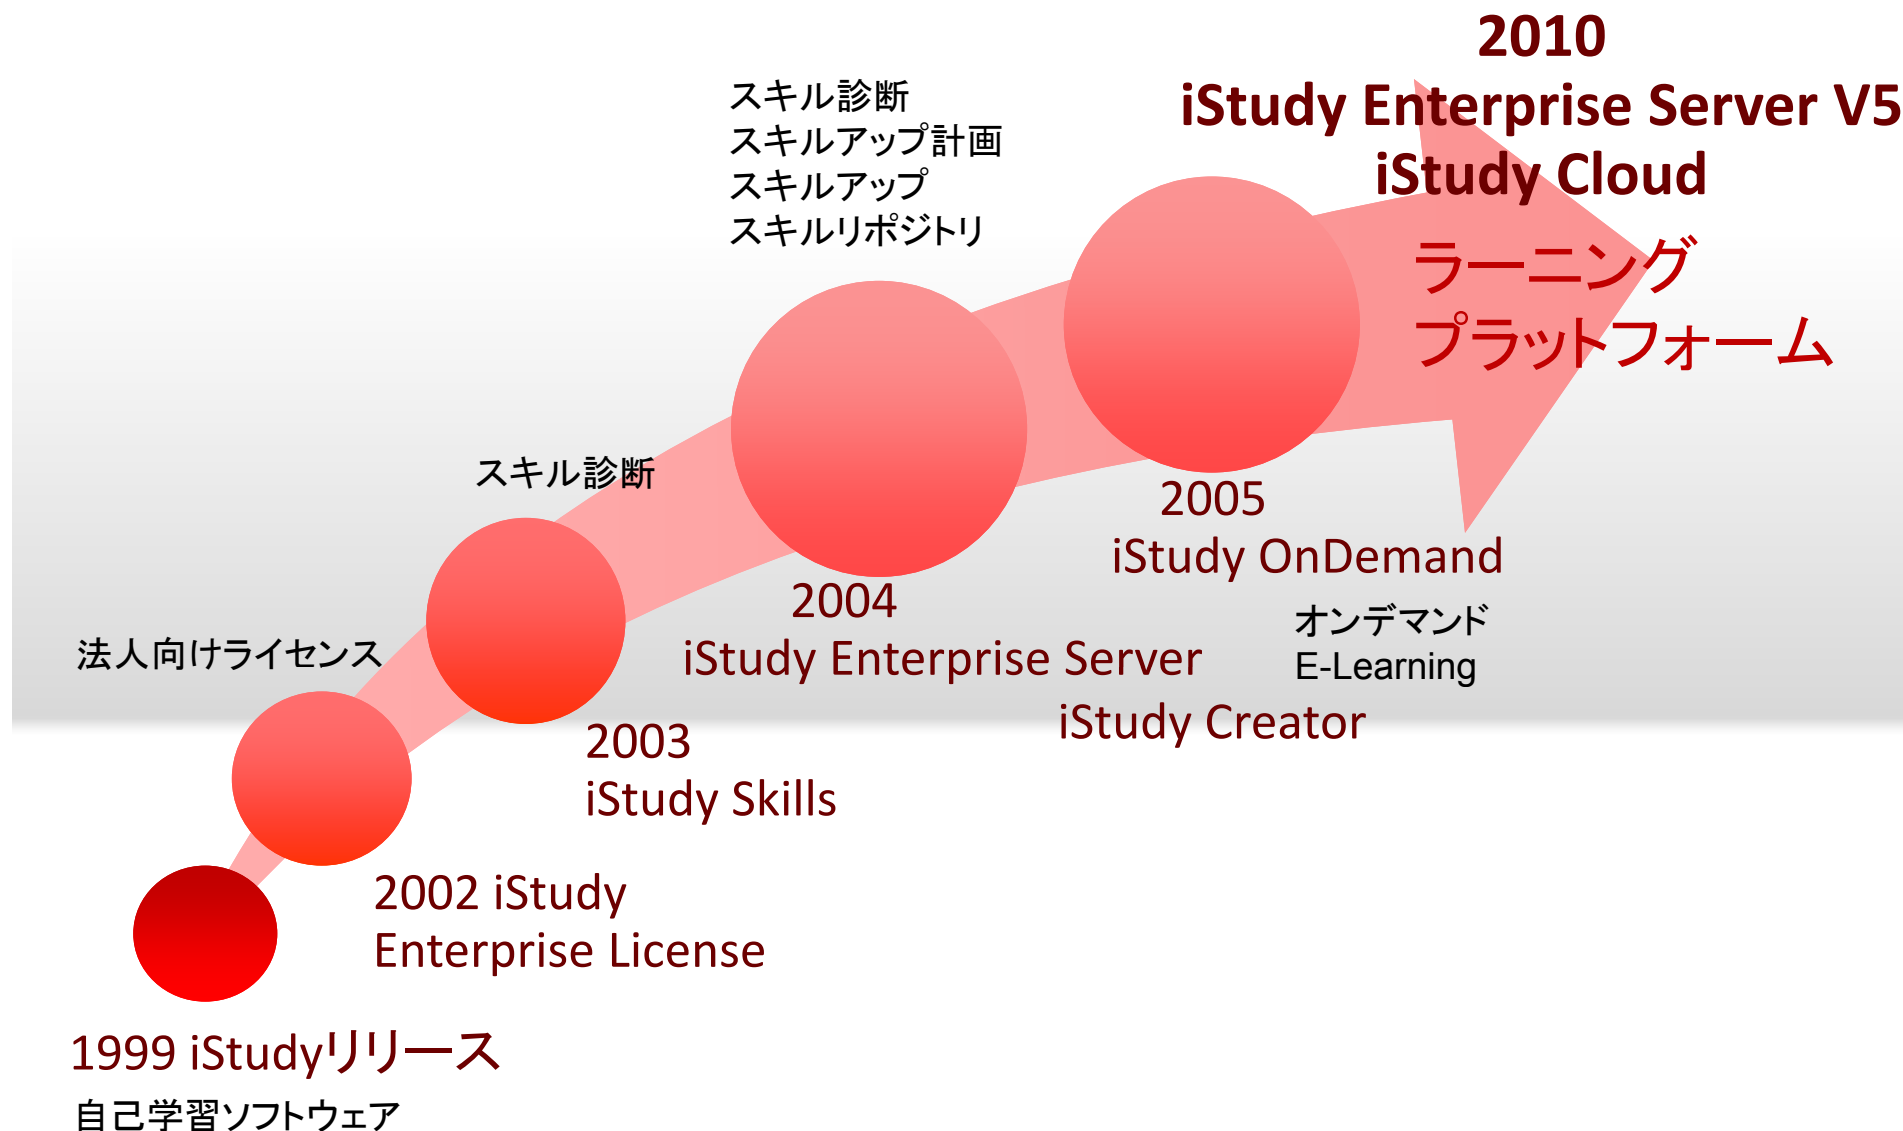 2010
iStudy Enterprise Server V5
iStudy Cloud
ラーニング
プラットフォーム
スキル診断
スキルアップ計画
スキルアップ
スキルリポジトリ
スキル診断
2005
iStudy OnDemand
オンデマンド
E-Learning
2004
iStudy Enterprise Server
iStudy Creator
法人向けライセンス
2003
iStudy Skills
2002 iStudy
Enterprise License
1999 iStudyリリース
自己学習ソフトウェア